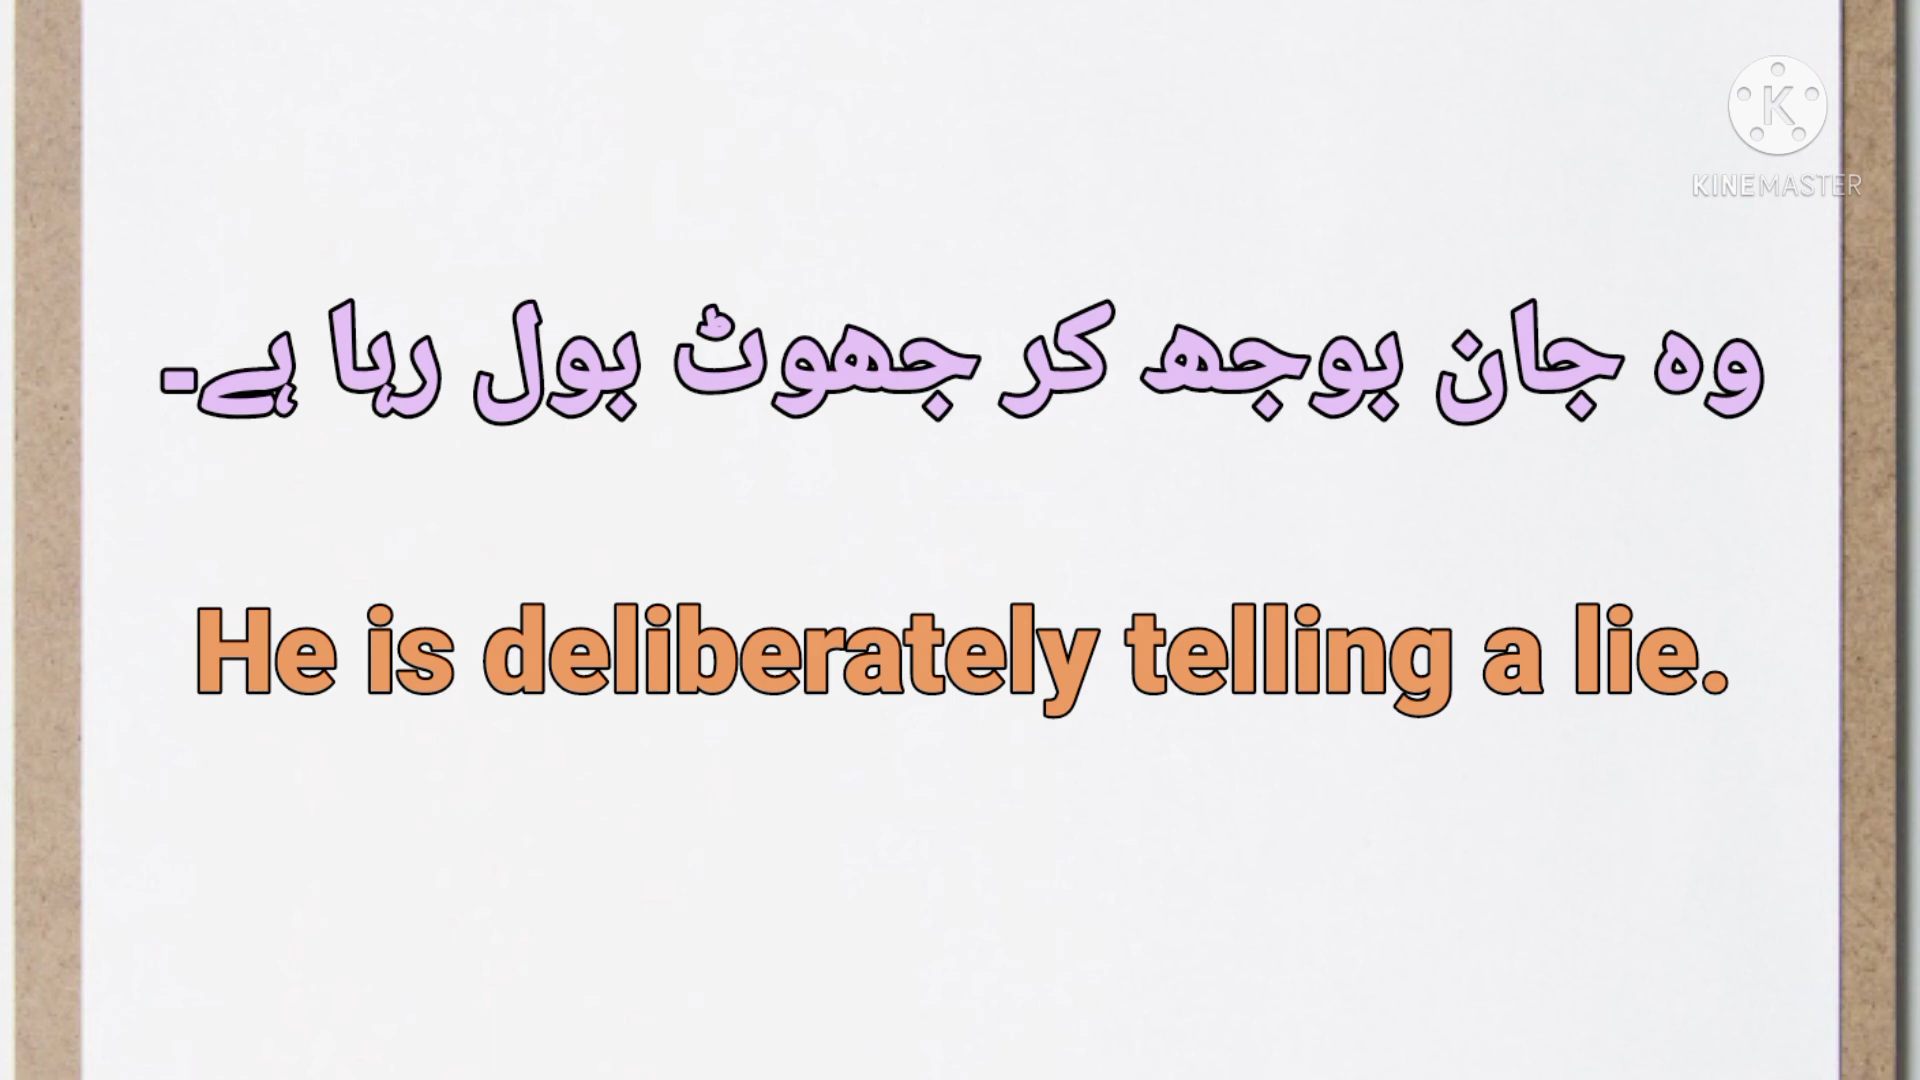 K
KINEMASTER
وہ جان بوجھ کر جھوٹ بول رہا ہے۔
He is deliberately telling a lie.